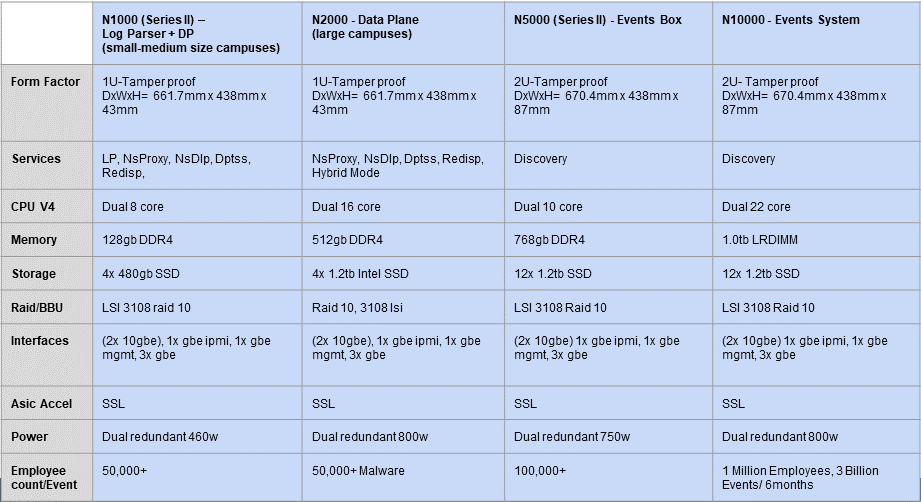 N1000 (Series II) –
Log Parser + DP
(small-medium size campuses)
N2000 - Data Plane
(large campuses)
N5000 (Series II) - Events Box
N10000 - Events System
Form Factor
1U-Tamper proof
DxWxH= 661.7mm x 438mm x
43mm
1U-Tamper proof
DxWxH= 661.7mm x 438mm x
43mm
2U-Tamper proof
DxWxH= 670.4mm x 438mm x
87mm
2U- Tamper proof
DxWxH= 670.4mm x 438mm x
87mm
Services
LP, NsProxy, NsDlp, Dptss,
Redisp,
NsProxy, NsDlp, Dptss, Redisp,
Hybrid Mode
Discovery
Discovery
CPU V4
Dual 8 core
Dual 16 core
Dual 10 core
Dual 22 core
Memory
128gb DDR4
512gb DDR4
768gb DDR4
1.0tb LRDIMM
Storage
4x 480gb SSD
4x 1.2tb Intel SSD
12x 1.2tb SSD
12x 1.2tb SSD
Raid/BBU
LSI 3108 raid 10
Raid 10, 3108 lsi
LSI 3108 Raid 10
LSI 3108 Raid 10
Interfaces
(2x 10gbe), 1x gbe ipmi, 1x gbe
mgmt, 3x gbe
(2x 10gbe), 1x gbe ipmi, 1x gbe
mgmt, 3x gbe
(2x 10gbe) 1x gbe ipmi, 1x gbe
mgmt, 3x gbe
(2x 10gbe) 1x gbe ipmi, 1x gbe
mgmt, 3x gbe
Asic Accel
SSL
SSL
SSL
SSL
Power
Dual redundant 460w
Dual redundant 800w
Dual redundant 750w
Dual redundant 800w
Employee
count/Event
50,000+
50,000+ Malware
100,000+
1 Million Employees, 3 Billion
Events/ 6months